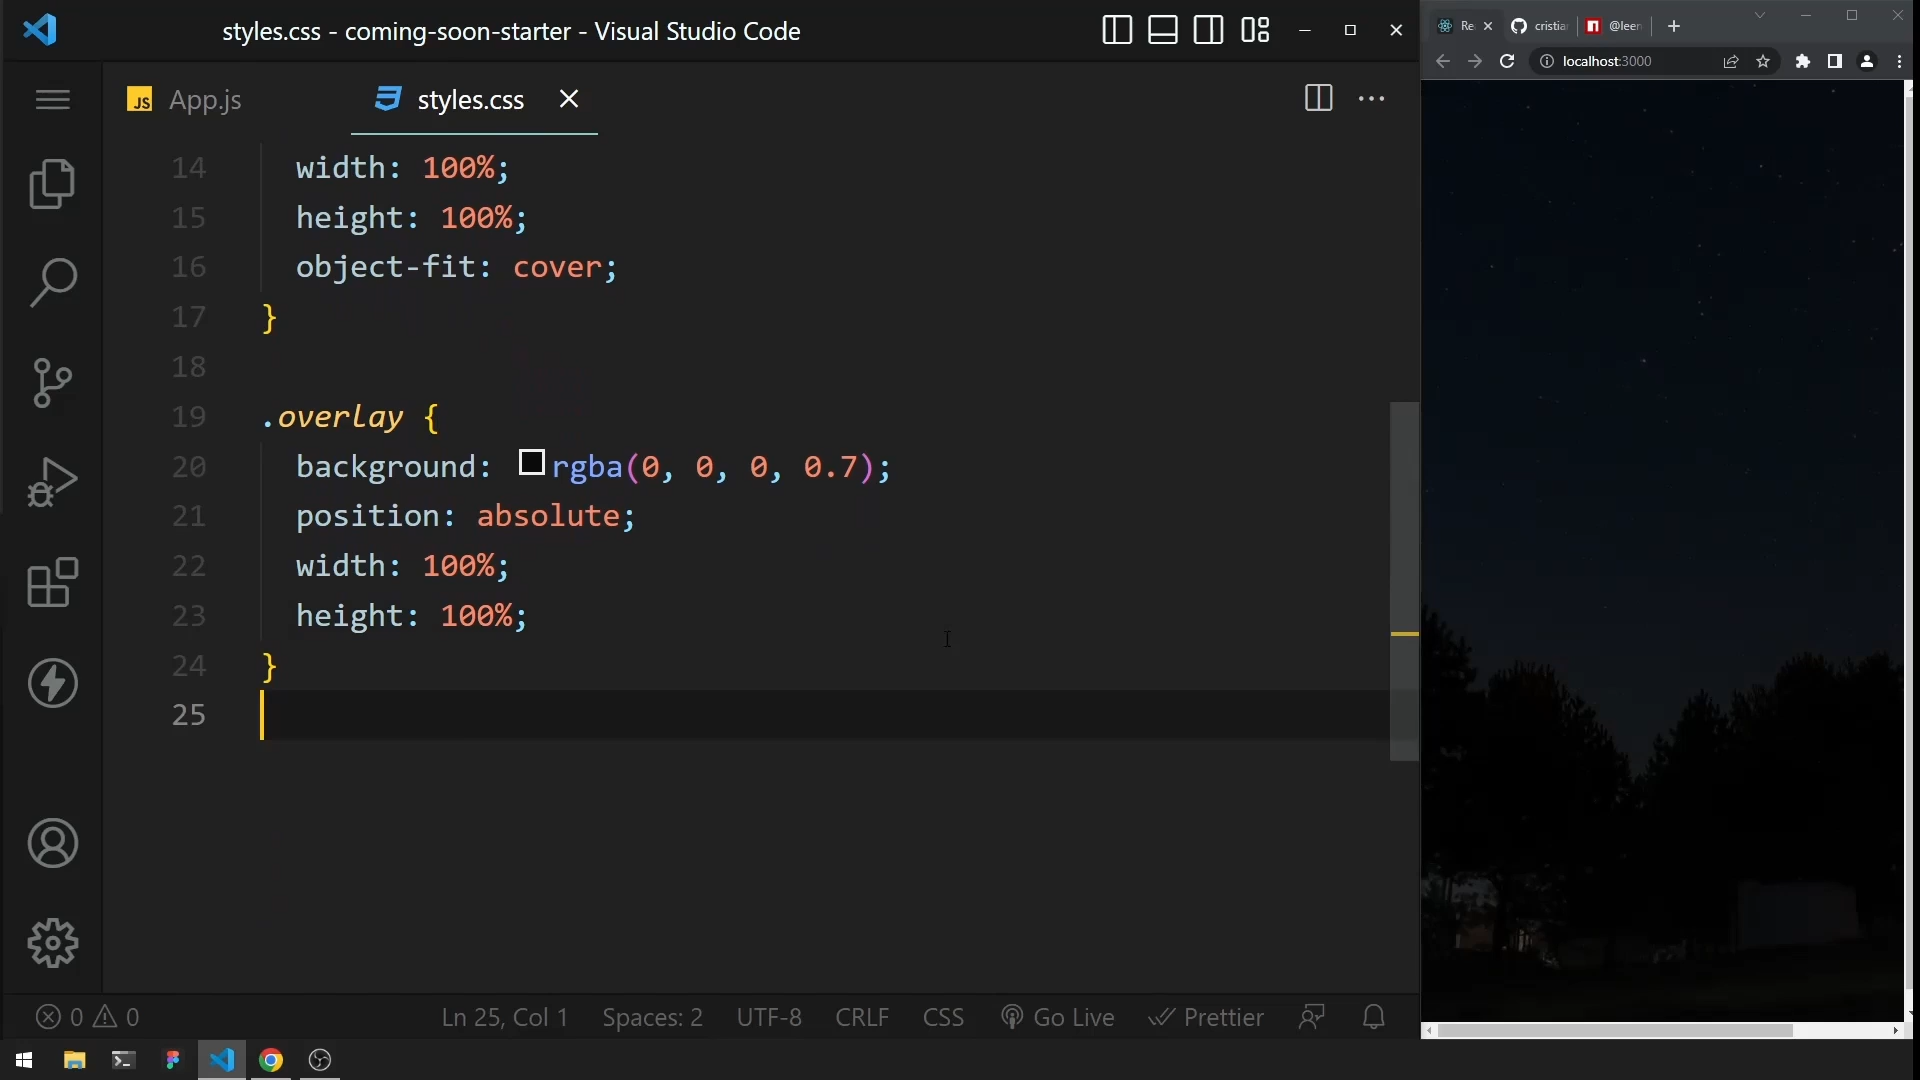 styles.css - coming-soon-starter - Visual Studio Code
JS App.js
styles.css
14 width: 100%;
15 height: 100%;
16 object-fit: cover;
17 }
18
19 .overlay {
20 background: rgba(0, 0, 0, 0.7);
21 position: absolute;
22 width: 100%;
23 height: 100%;
24 }
25
0 0
Ln 25, Col 1
Spaces: 2
UTF-8
CRLF
CSS
Go Live
Prettier
Re
cristia
@leen
localhost:3000